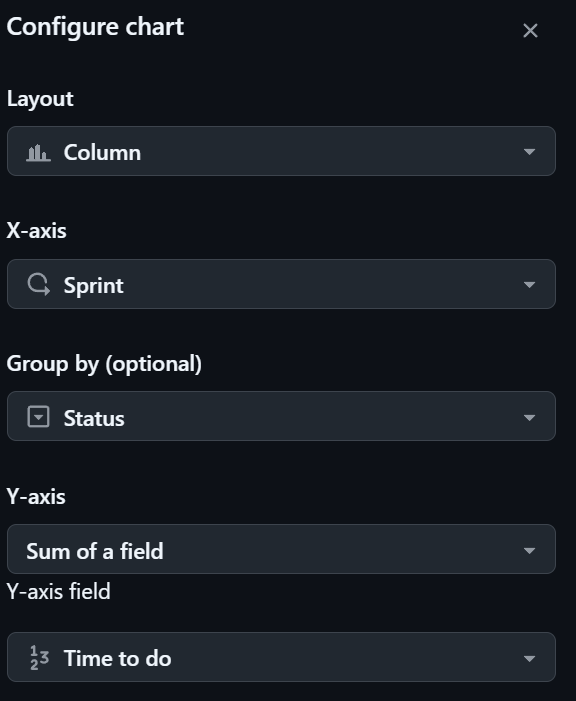 Configure chart
Layout
Column
X-axis
Sprint
Group by (optional)
Status
Y-axis
Sum of a field
Y-axis field
Time to do